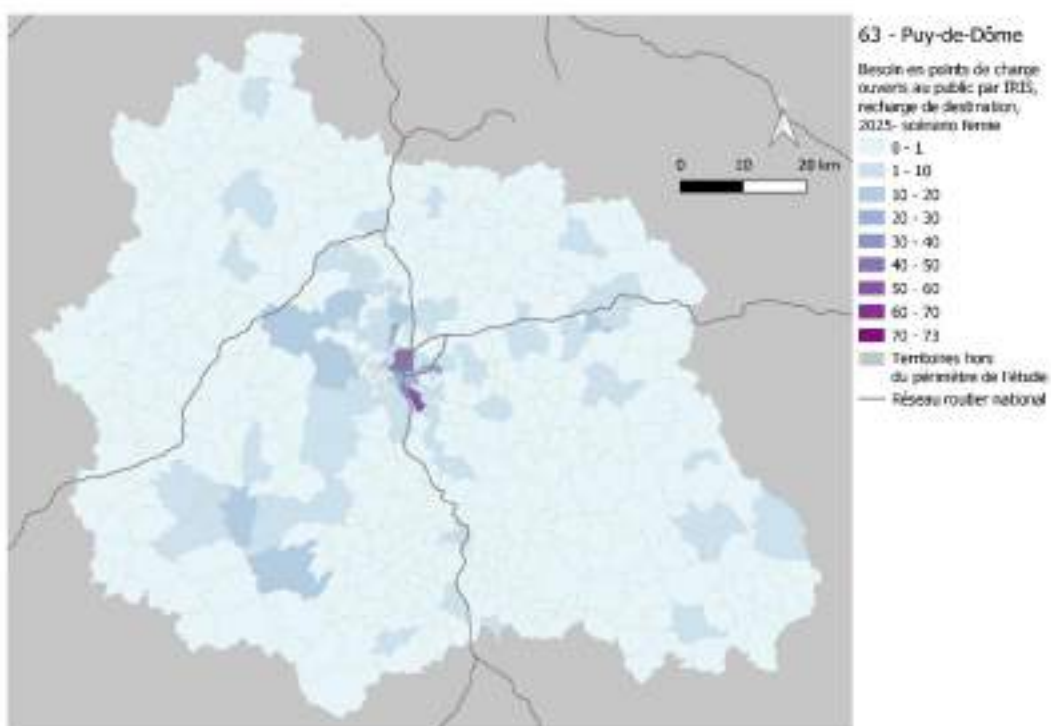 63 - Puy-de-Dôme
Besoin en points de charge
ouverts au public par IRIS,
recharge de destination,
2025- scénario ferme
0 - 1
1 - 10
10 - 20
20 - 30
30 - 40
40 - 50
50 - 60
60 - 70
70 - 73
Territoires hors
du périmètre de l'étude
Réseau routier national
0 10 20 km